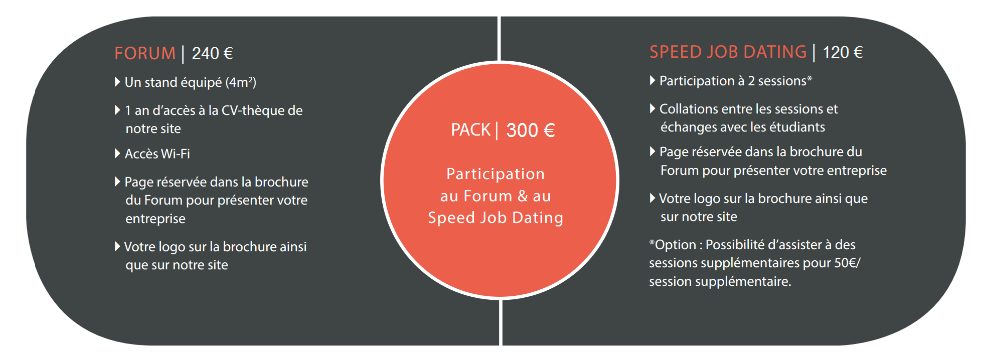 FORUM | 240 €
Un stand équipé (4m²)
1 an d'accès à la CV-thèque de
notre site
Accès Wi-Fi
Page réservée dans la brochure
du Forum pour présenter votre
entreprise
Votre logo sur la brochure ainsi
que sur notre site
PACK | 300 €
Participation
au Forum & au
Speed Job Dating
SPEED JOB DATING | 120 €
Participation à 2 sessions*
Collations entre les sessions et
échanges avec les étudiants
Page réservée dans la brochure du
Forum pour présenter votre entreprise
Votre logo sur la brochure ainsi que
sur notre site
*Option : Possibilité d'assister à des
sessions supplémentaires pour 50€/
session supplémentaire.